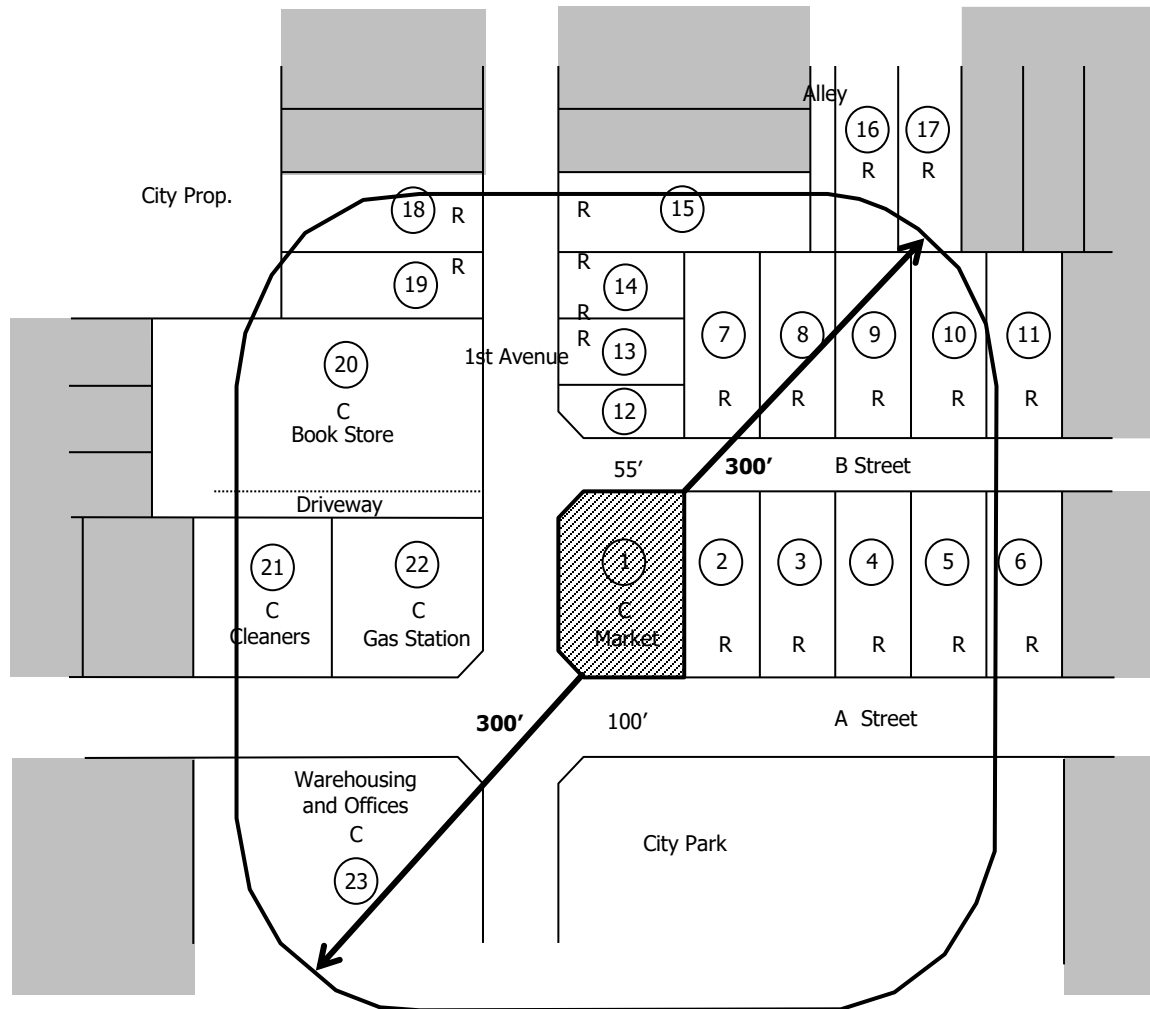 Alley
16
17
R
R
City Prop.
18
R
R
15
19
R
R
14
R
R
13
1st Avenue
7
8
9
10
11
20
C
Book Store
12
R
R
R
R
R
55’
300’
B Street
Driveway
21
C
Cleaners
22
C
Gas Station
1
C
Market
2
3
4
5
6
R
R
R
R
R
300’
100’
A Street
Warehousing
and Offices
C
23
City Park